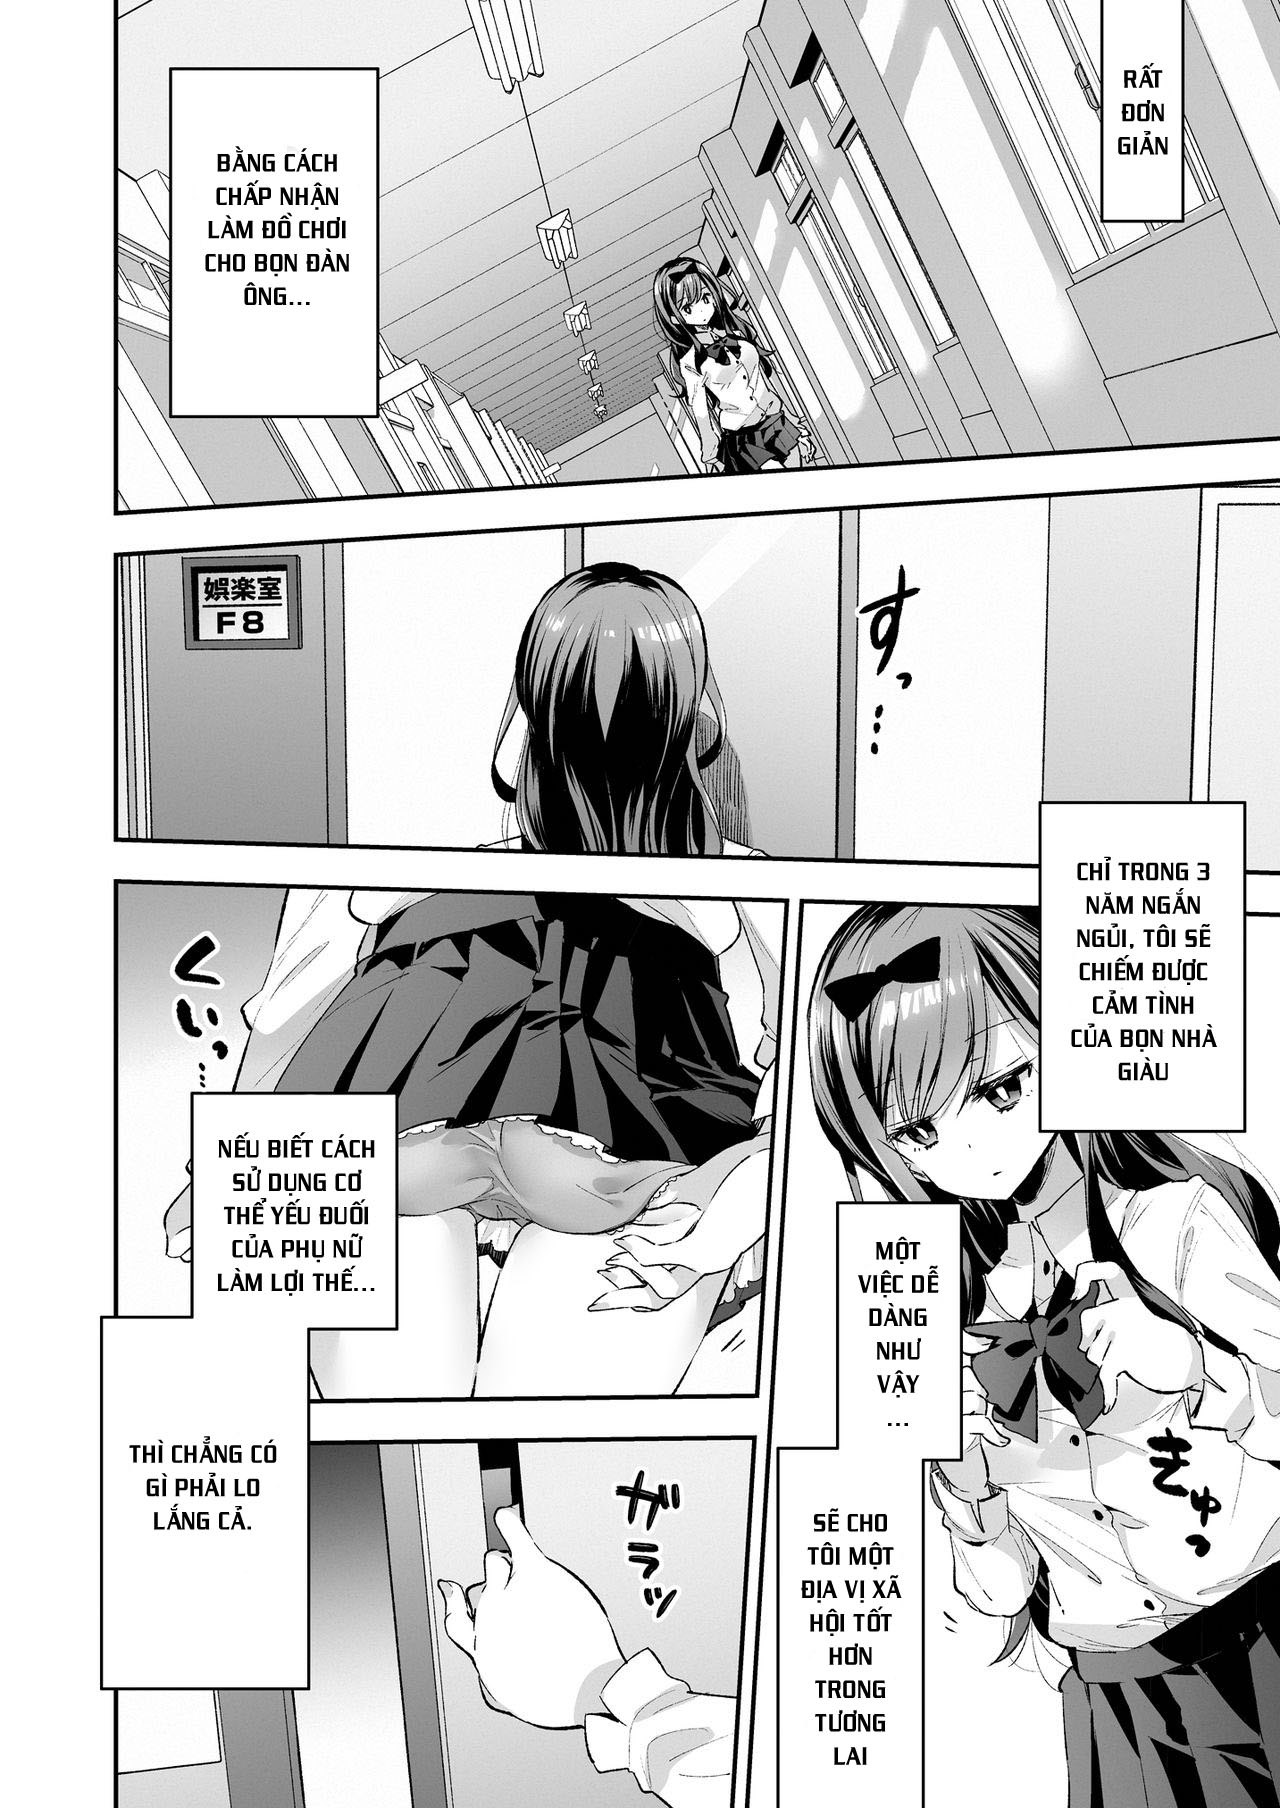 RẤT
ĐƠN
GIẢN
BẰNG CÁCH
CHẤP NHẬN
LÀM ĐỒ CHƠI
CHO BỌN ĐÀN
ÔNG...
娯楽室
F8
すっ…
CHỈ TRONG 3
NĂM NGẮN
NGỦI, TÔI SẼ
CHIẾM ĐƯỢC
CẢM TÌNH
CỦA BỌN NHÀ
GIÀU
MỘT
VIỆC DỄ
DÀNG
NHƯ
VẬY
...
きゅっ
SẼ CHO
TÔI MỘT
ĐỊA VỊ XÃ
HỘI TỐT
HƠN
TRONG
TƯƠNG
LAI
くいっ…
NẾU BIẾT CÁCH
SỬ DỤNG CƠ
THỂ YẾU ĐUỐI
CỦA PHỤ NỮ
LÀM LỢI THẾ...
THÌ CHẲNG CÓ
GÌ PHẢI LO
LẮNG CẢ.
ガラッ